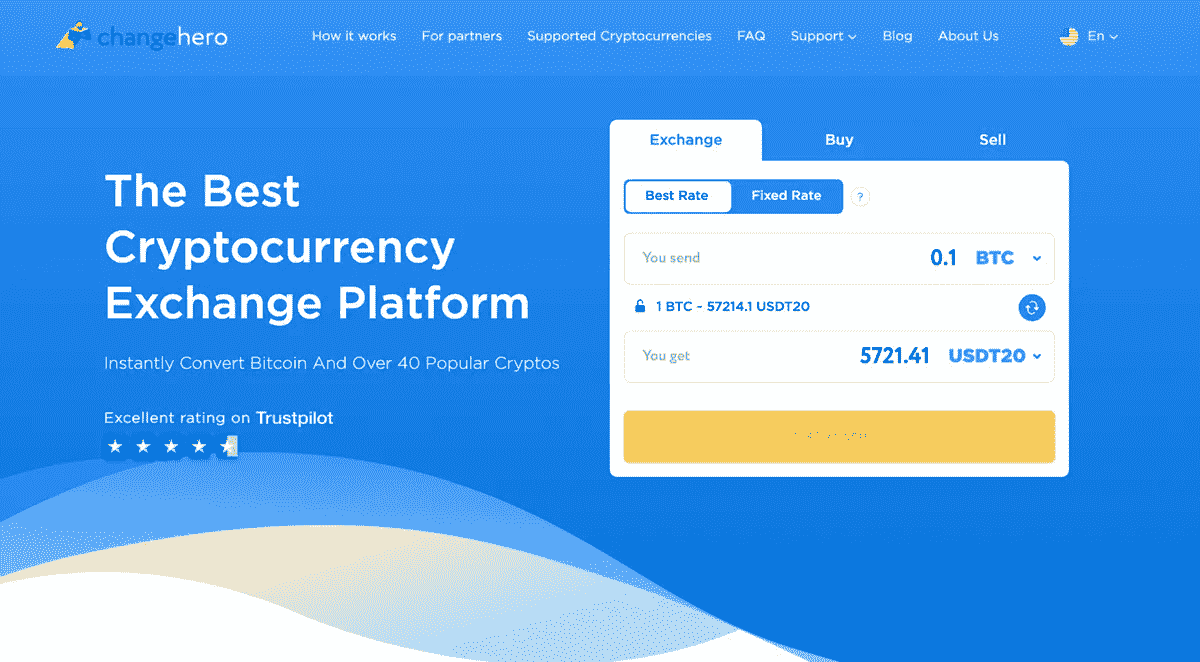 changehero
How it works For partners Supported Cryptocurrencies FAQ Support Blog About Us En
Exchange Buy Sell
The Best
Cryptocurrency
Exchange Platform
Instantly Convert Bitcoin And Over 40 Popular Cryptos
Excellent rating on Trustpilot
Best Rate Fixed Rate ?
You send 0.1 BTC
1 BTC ~ 57214.1 USDT20
You get 5721.41 USDT20